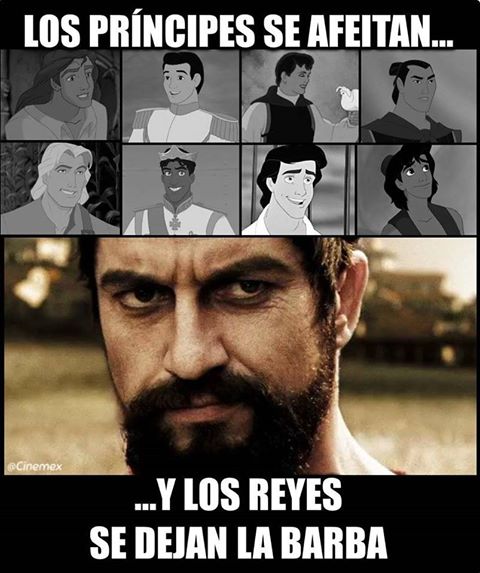 LOS PRÍNCIPES SE AFEITAN...
@Cinemex
...Y LOS REYES
SE DEJAN LA BARBA